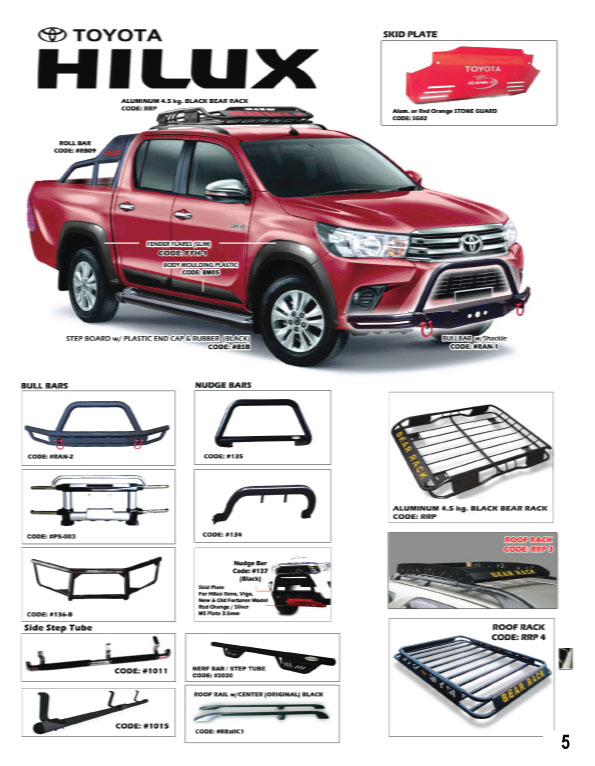 TOYOTA
HILUX
ALUMINUM 4.5 kg. BLACK BEAR RACK
CODE: RRP
SKID PLATE
TOYOTA
Alum. or Red Orange STONE GUARD
CODE: SG02
ROLL BAR
CODE: #RB09
FENDER FLARES (SLIM)
CODE: FFH-1
BODY MOULDING PLASTIC
CODE: BM05
STEP BOARD w/ PLASTIC END CAP & RUBBER (BLACK)
CODE: #BSB
BULLBAR w/Shackle
CODE: #RAN-1
BULL BARS
CODE: #RAN-2
CODE: #PS-003
CODE: #136-B
NUDGE BARS
CODE: #135
CODE: #134
Nudge Bar
Code: #137
(Black)
Skid Plate
For Hilux Revo, Vigo,
New & Old Fortuner Model
Red Orange / Silver
MS Plate 3.5mm
BEAR RACK
ALUMINUM 4.5 kg. BLACK BEAR RACK
CODE: RRP
ROOF RACK
CODE: RRP 3
BEAR RACK
ROOF RACK
CODE: RRP 4
BEAR RACK
Side Step Tube
CODE: #1011
CODE: #1015
NERF BAR / STEP TUBE
CODE: #2020
ROOF RAIL w/CENTER (ORIGINAL) BLACK
CODE: #RRailC1
5